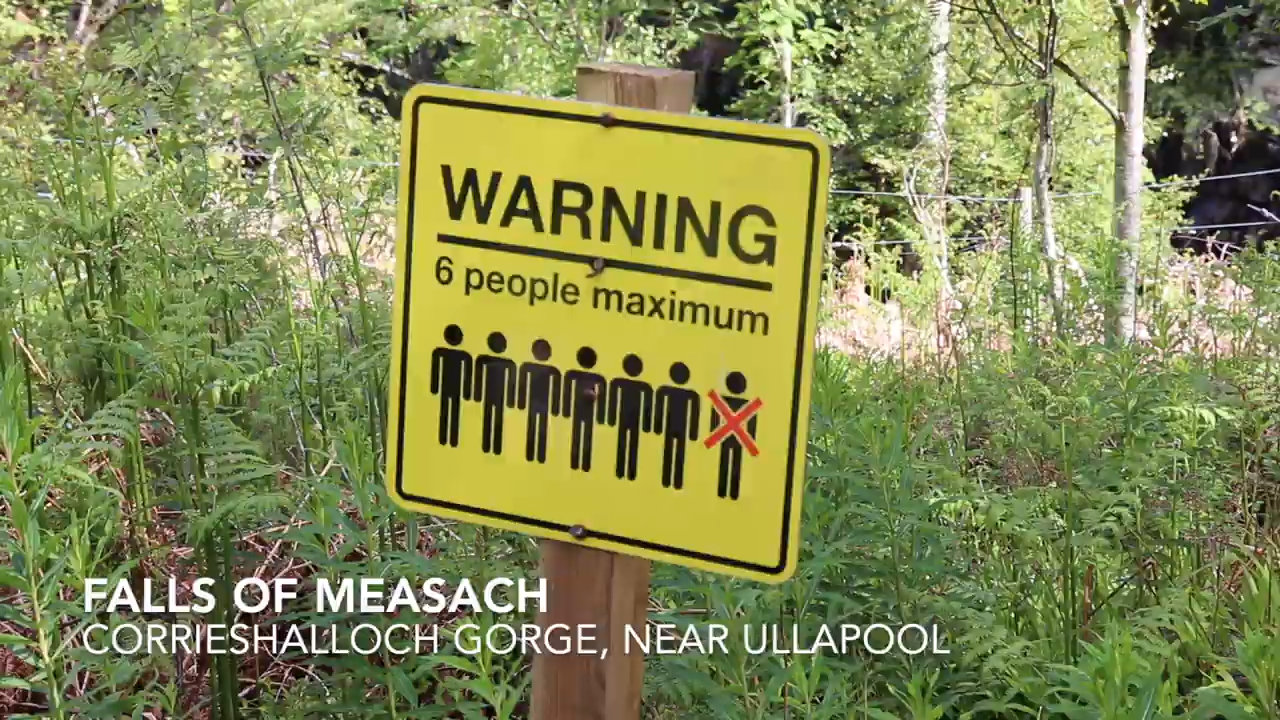 WARNING
6 people maximum
FALLS OF MEASACH
CORRIESHALLOCH GORGE, NEAR ULLAPOOL